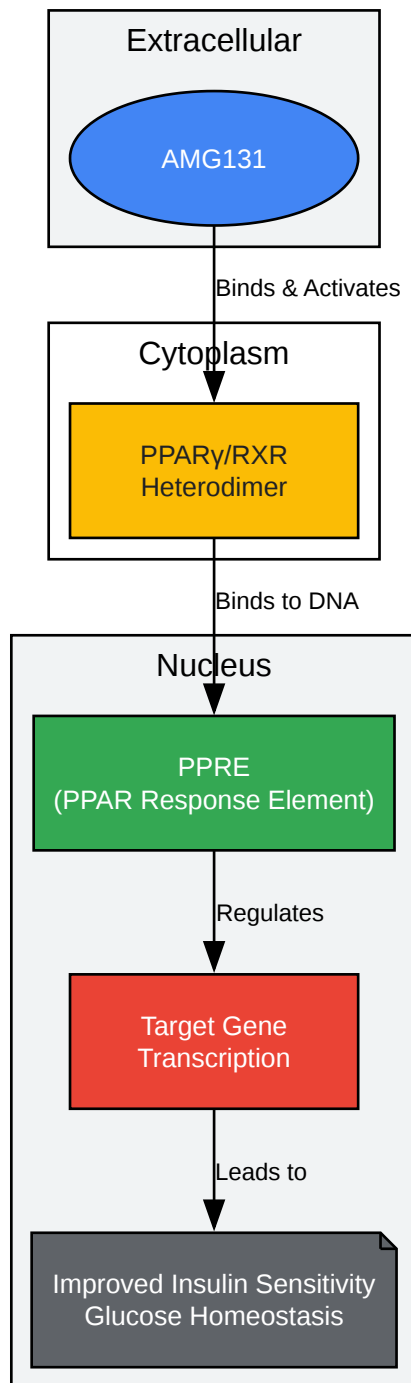 Extracellular
AMG131
Binds & Activates
Cytoplasm
PPARγ/RXR
Heterodimer
Binds to DNA
Nucleus
PPRE
(PPAR Response Element)
Regulates
Target Gene
Transcription
Leads to
Improved Insulin Sensitivity
Glucose Homeostasis